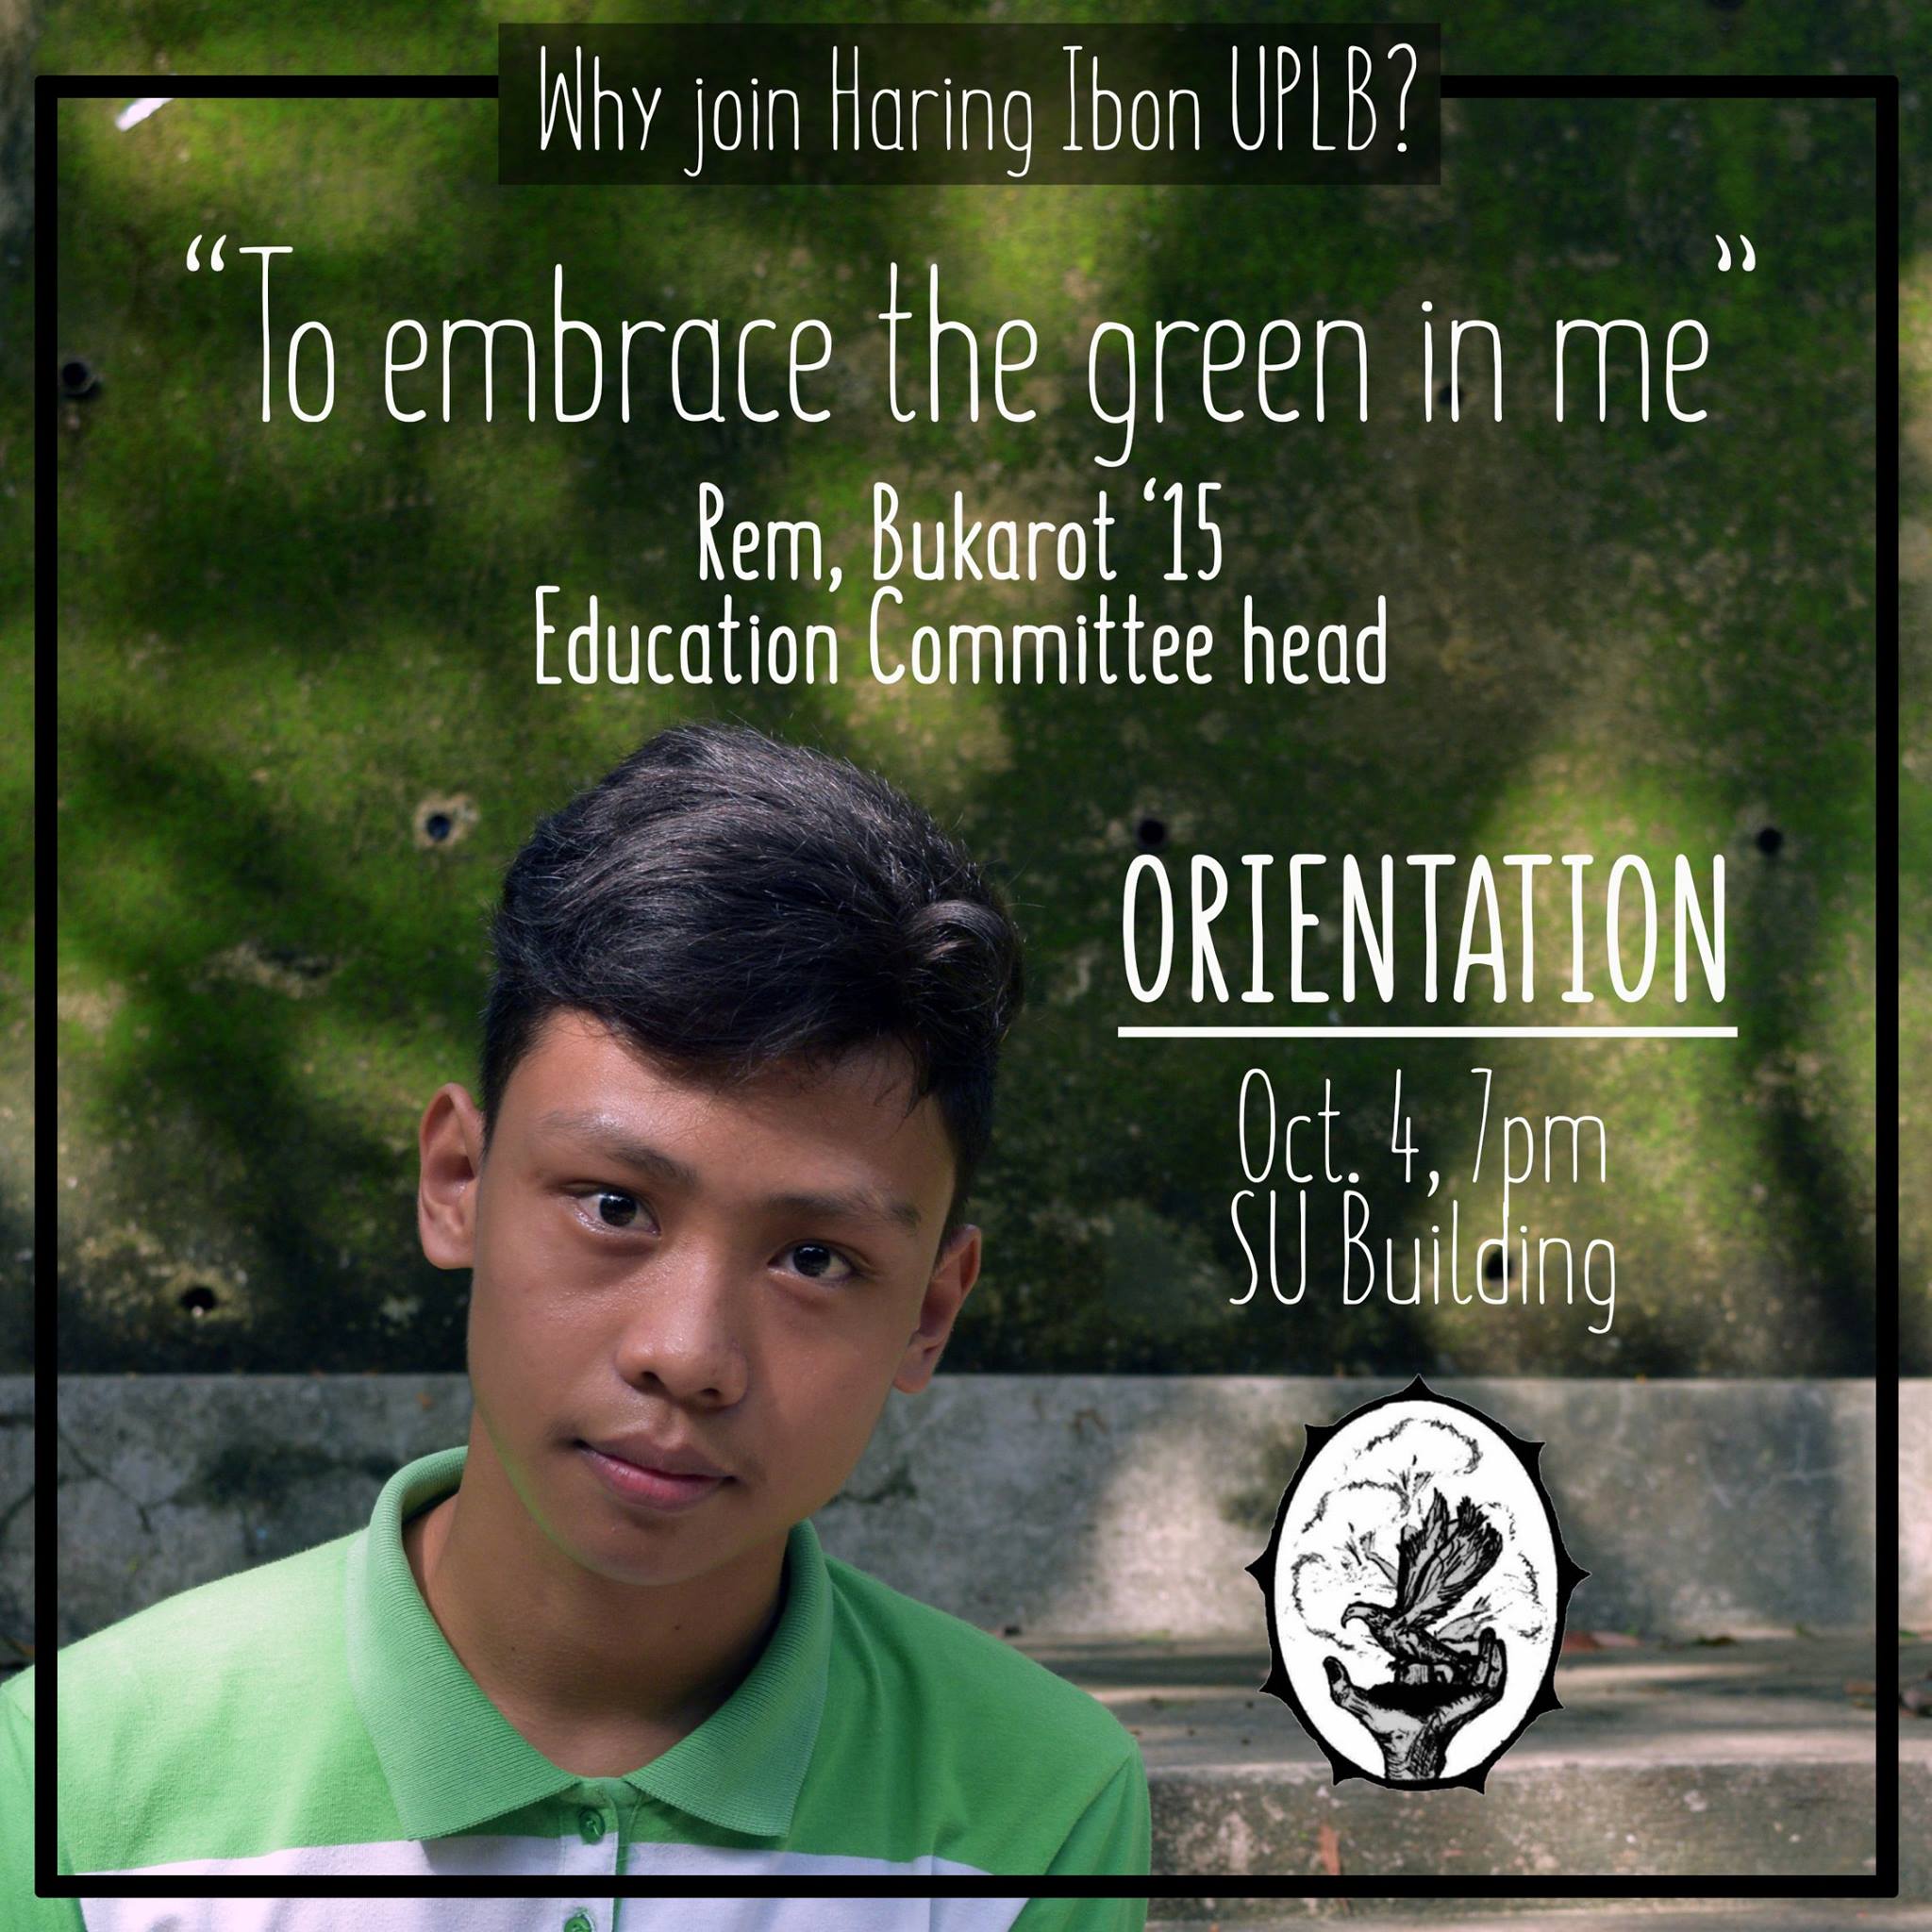 Why join Haring Ibon UPLB?
“To embrace the green in me”
Rem, Bukarot ‘15
Education Committee head
ORIENTATION
Oct. 4, 7pm
SU Building